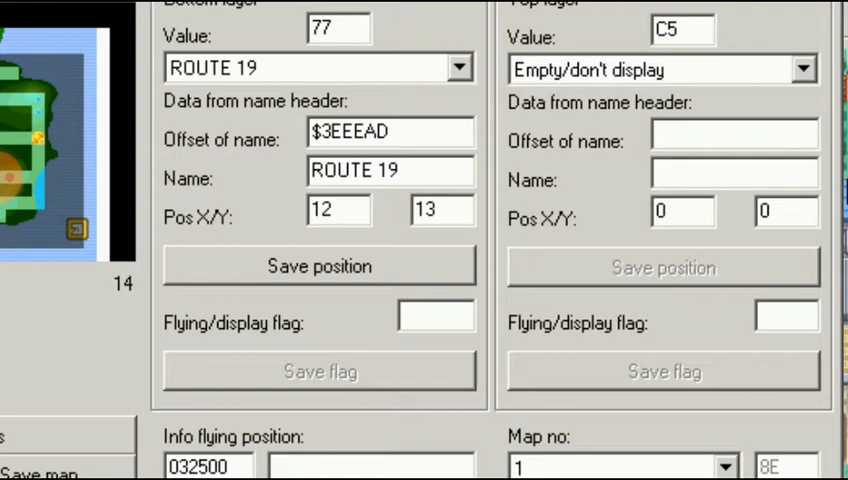 Value:
77
ROUTE 19
Data from name header:
Offset of name:
$3EEEAD
Name:
ROUTE 19
Pos X/Y:
12
13
Save position
Flying/display flag:
Save flag
Value:
C5
Empty/don't display
Data from name header:
Offset of name:
Name:
Pos X/Y:
0
0
Save position
Flying/display flag:
Save flag
14
s
Save map
Info flying position:
032500
Map no:
1
8E